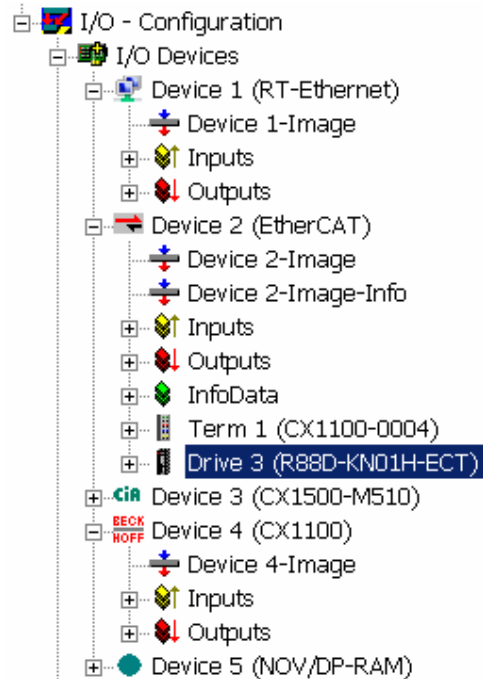 I/O - Configuration
I/O Devices
Device 1 (RT-Ethernet)
Device 1-Image
Inputs
Outputs
Device 2 (EtherCAT)
Device 2-Image
Device 2-Image-Info
Inputs
Outputs
InfoData
Term 1 (CX1100-0004)
Drive 3 (R88D-KN01H-ECT)
CiA Device 3 (CX1500-M510)
BECK HOFF Device 4 (CX1100)
Device 4-Image
Inputs
Outputs
Device 5 (NOV/DP-RAM)